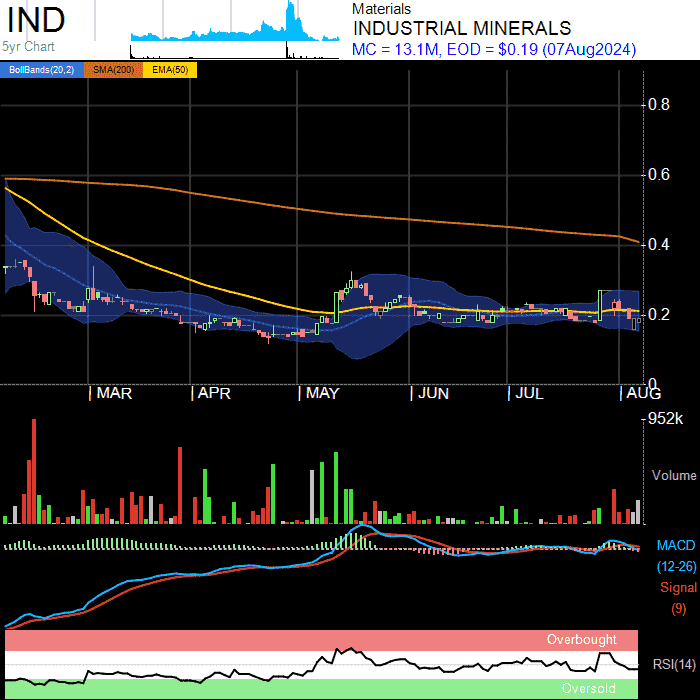 IND
5yr Chart
Materials
INDUSTRIAL MINERALS
MC = 13.1M, EOD = $0.19 (07Aug2024)
BollBands(20,2) SMA(200) EMA(50)
0.8
0.6
0.4
0.2
0
MAR APR MAY JUN JUL AUG
952k
Volume
MACD
(12-26)
Signal
(9)
Overbought
RSI(14)
Oversold